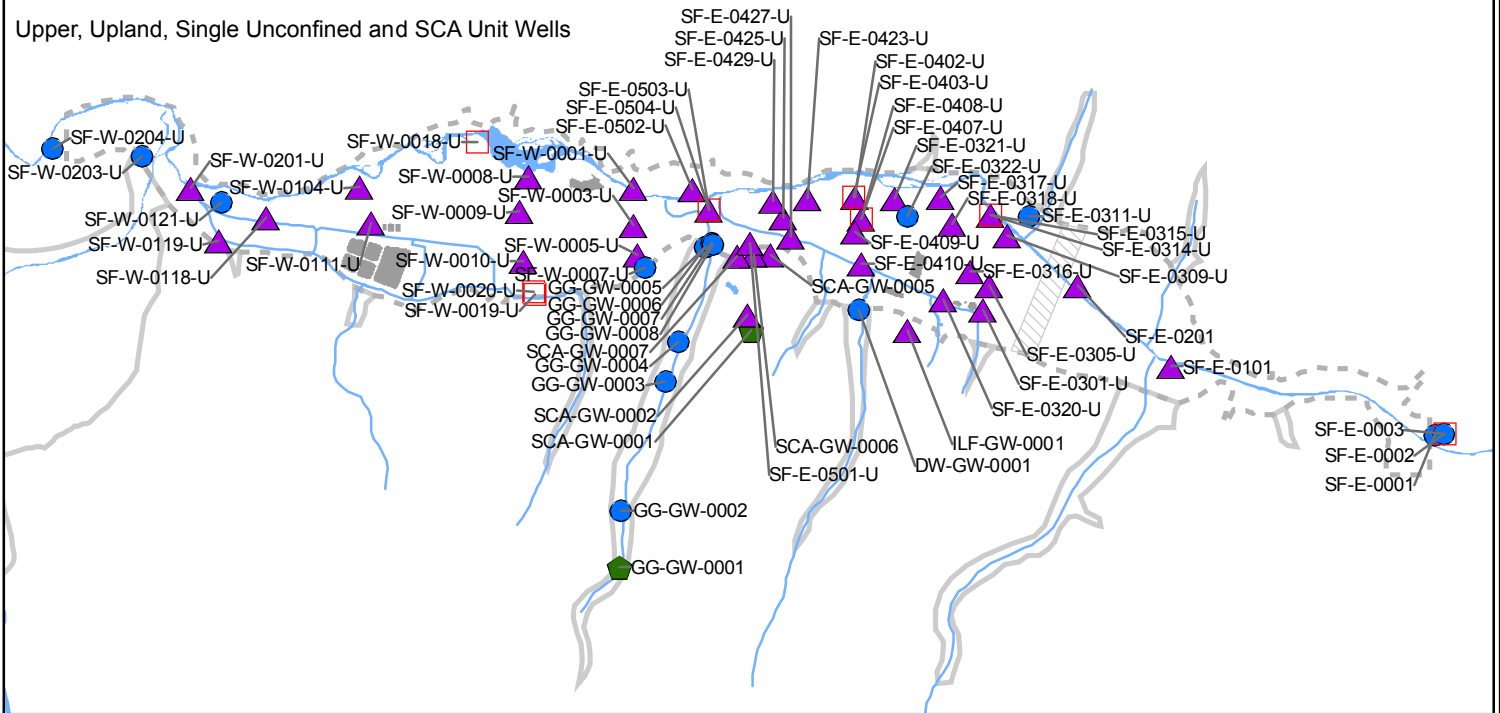 Upper, Upland, Single Unconfined and SCA Unit Wells
SF-E-0427-U
SF-E-0425-U
SF-E-0423-U
SF-E-0429-U
SF-E-0402-U
SF-E-0403-U
SF-E-0503-U
SF-E-0504-U
SF-E-0408-U
SF-E-0502-U
SF-E-0407-U
SF-W-0204-U
SF-W-0018-U
SF-E-0321-U
SF-W-0001-U
SF-W-0201-U
SF-E-0322-U
SF-W-0203-U
SF-W-0008-U
SF-E-0317-U
SF-W-0104-U
SF-W-0003-U
SF-E-0318-U
SF-W-0009-U
SF-E-0311-U
SF-W-0121-U
SF-E-0315-U
SF-W-0119-U
SF-W-0005-U
SF-E-0409-U
SF-E-0314-U
SF-W-0111-U
SF-W-0010-U
SF-E-0410-U
SF-W-0118-U
SF-W-0007-U
SF-E-0316-U
SF-E-0309-U
SF-W-0020-U
GG-GW-0005
SCA-GW-0005
GG-GW-0006
SF-W-0019-U
GG-GW-0007
GG-GW-0008
SF-E-0201
SCA-GW-0007
SF-E-0305-U
GG-GW-0004
SF-E-0101
GG-GW-0003
SF-E-0301-U
SCA-GW-0002
SF-E-0320-U
SF-E-0003
SCA-GW-0001
SCA-GW-0006
ILF-GW-0001
SF-E-0002
DW-GW-0001
SF-E-0501-U
SF-E-0001
GG-GW-0002
GG-GW-0001